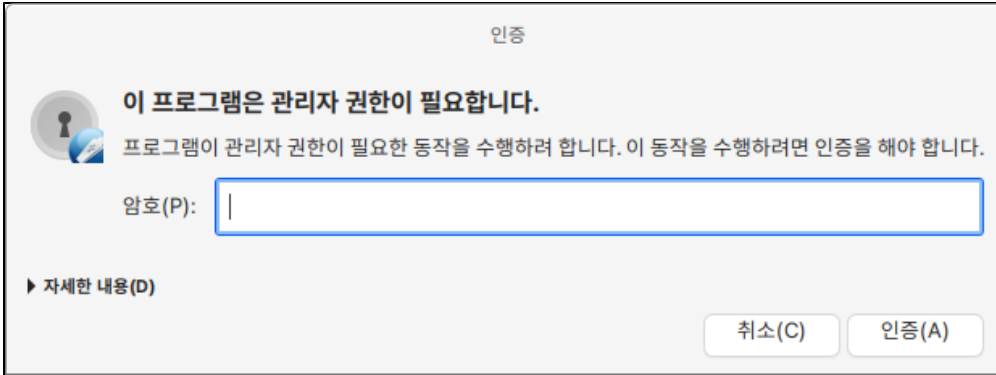 인증
이 프로그램은 관리자 권한이 필요합니다.
프로그램이 관리자 권한이 필요한 동작을 수행하려 합니다. 이 동작을 수행하려면 인증을 해야 합니다.
암호(P):
자세한 내용(D)
취소(C) 인증(A)